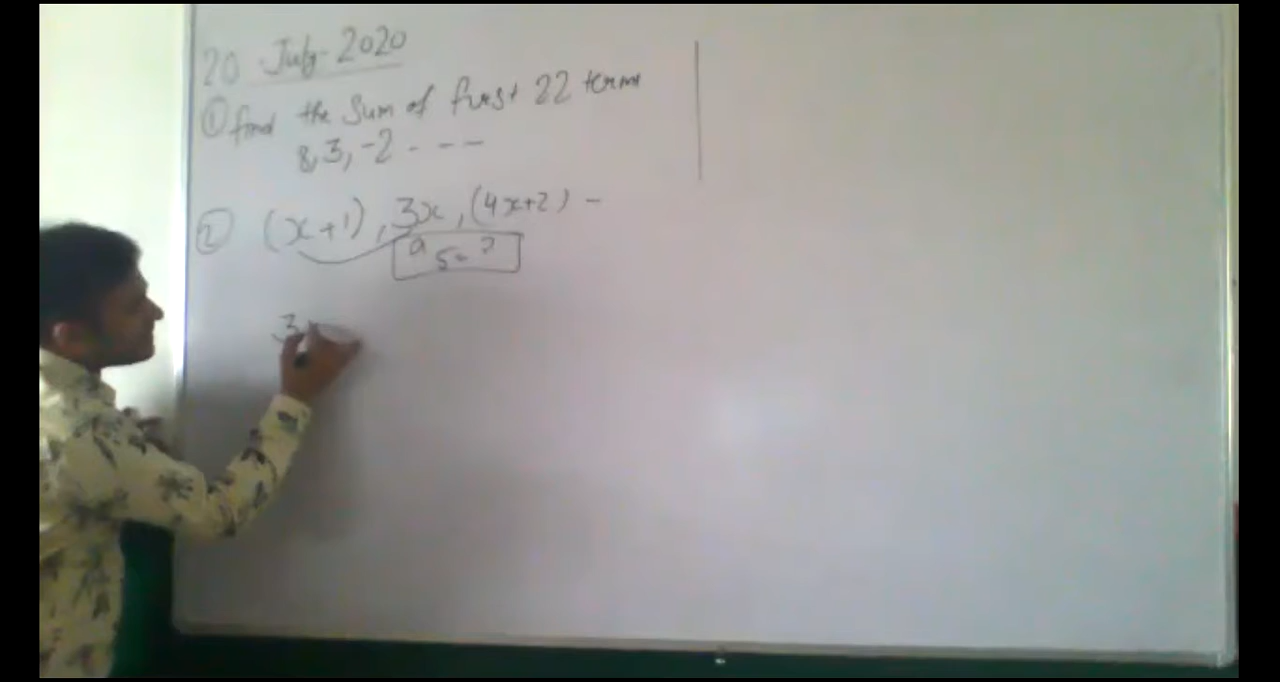 20 July-2020
① find the Sum of first 22 terms
8, 3, -2 - - - -
② (x+1), 3x, (4x+2) -
a5 = ?
3